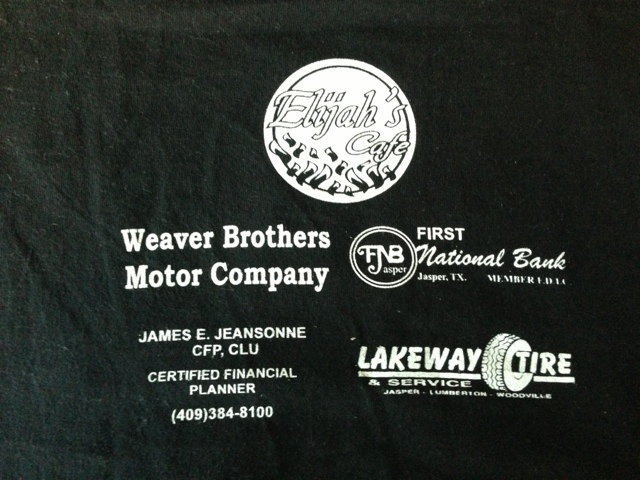 Elijah's
Cafe
Weaver Brothers
Motor Company
FNB
Jasper
FIRST
National Bank
Jasper, TX. MEMBER F.D.I.C
JAMES E. JEANSONNE
CFP, CLU
CERTIFIED FINANCIAL
PLANNER
(409)384-8100
LAKEWAY TIRE
& SERVICE
JASPER - LUMBERTON - WOODVILLE